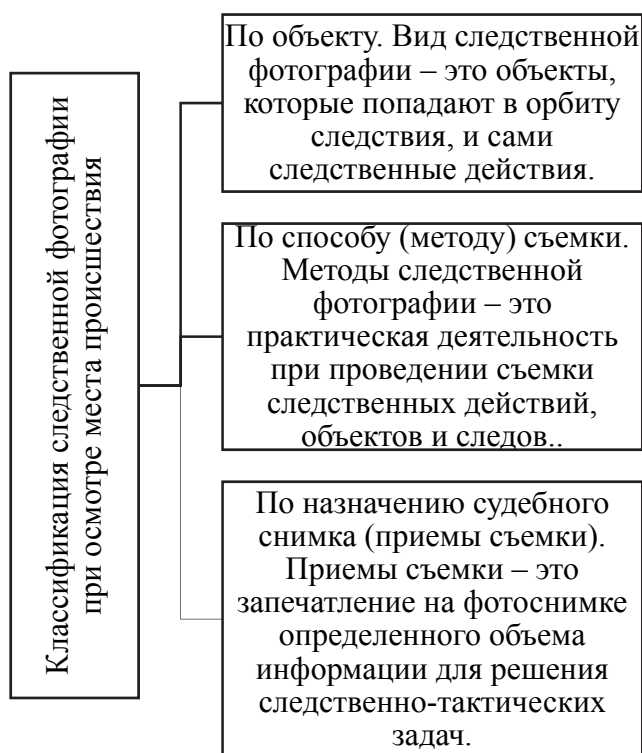 Классификация следственной фотографии
при осмотре места происшествия
По объекту. Вид следственной
фотографии – это объекты,
которые попадают в орбиту
следствия, и сами
следственные действия.
По способу (методу) съемки.
Методы следственной
фотографии – это
практическая деятельность
при проведении съемки
следственных действий,
объектов и следов..
По назначению судебного
снимка (приемы съемки).
Приемы съемки – это
запечатление на фотоснимке
определенного объема
информации для решения
следственно-тактических
задач.